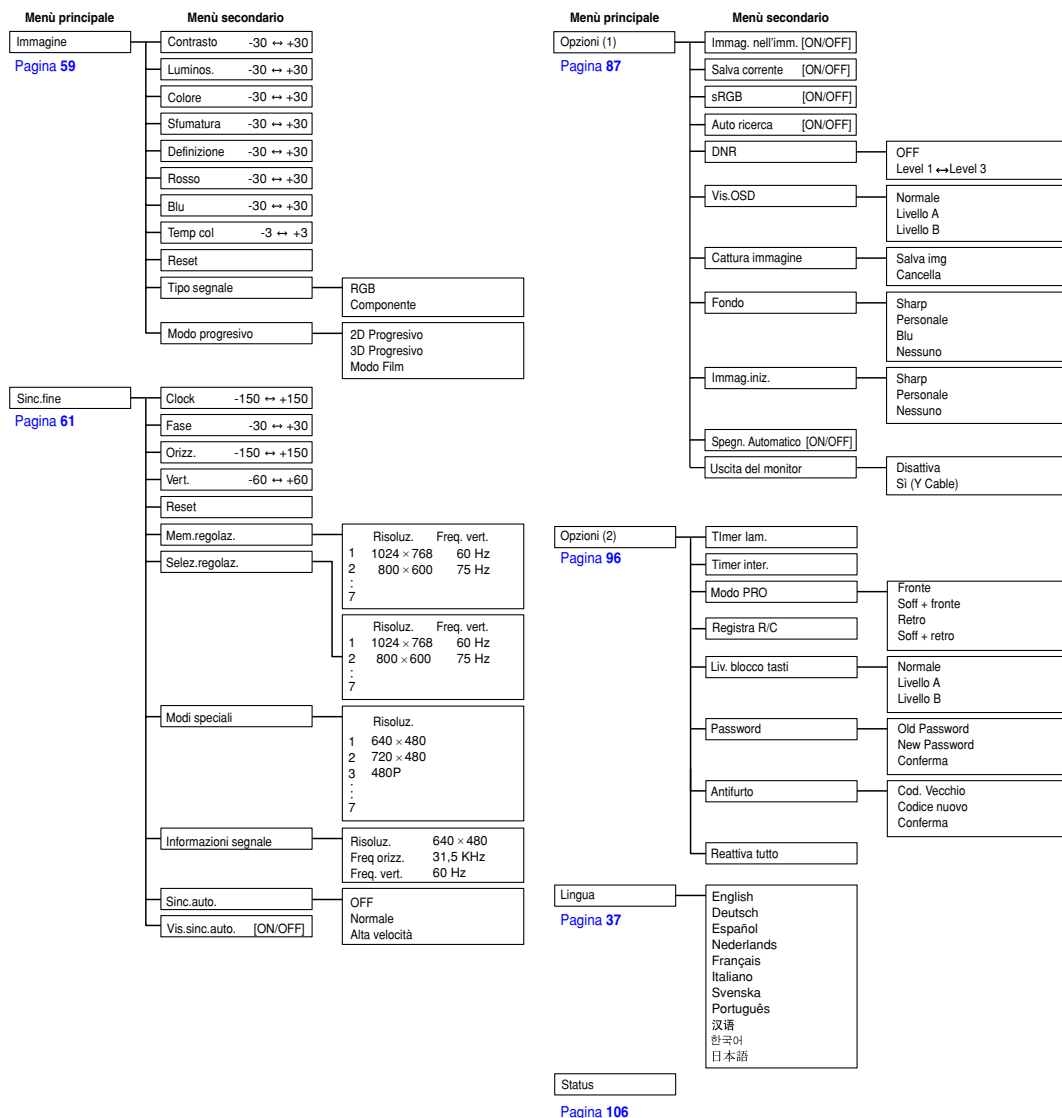 Menù principale Menù secondario
Immagine
Pagina 59
Contrasto -30 ↔ +30
Luminos. -30 ↔ +30
Colore -30 ↔ +30
Sfumatura -30 ↔ +30
Definizione -30 ↔ +30
Rosso -30 ↔ +30
Blu -30 ↔ +30
Temp col -3 ↔ +3
Reset
Tipo segnale
RGB
Componente
Modo progresivo
2D Progresivo
3D Progresivo
Modo Film
Sinc.fine
Pagina 61
Clock -150 ↔ +150
Fase -30 ↔ +30
Orizz. -150 ↔ +150
Vert. -60 ↔ +60
Reset
Mem.regolaz.
Risoluz. Freq. vert.
1 1024 × 768 60 Hz
2 800 × 600 75 Hz
:
7
Selez.regolaz.
Risoluz. Freq. vert.
1 1024 × 768 60 Hz
2 800 × 600 75 Hz
:
7
Modi speciali
Risoluz.
1 640 × 480
2 720 × 480
3 480P
:
:
7
Informazioni segnale
Risoluz. 640 × 480
Freq orizz. 31,5 KHz
Freq. vert. 60 Hz
Sinc.auto.
OFF
Normale
Alta velocità
Vis.sinc.auto. [ON/OFF]
Menù principale Menù secondario
Opzioni (1)
Pagina 87
Immag. nell'imm. [ON/OFF]
Salva corrente [ON/OFF]
sRGB [ON/OFF]
Auto ricerca [ON/OFF]
DNR
OFF
Level 1 ↔Level 3
Vis.OSD
Normale
Livello A
Livello B
Cattura immagine
Salva img
Cancella
Fondo
Sharp
Personale
Blu
Nessuno
Immag.iniz.
Sharp
Personale
Nessuno
Spegn. Automatico [ON/OFF]
Uscita del monitor
Disattiva
Sì (Y Cable)
Opzioni (2)
Pagina 96
TImer lam.
Timer inter.
Modo PRO
Fronte
Soff + fronte
Retro
Soff + retro
Registra R/C
Liv. blocco tasti
Normale
Livello A
Livello B
Password
Old Password
New Password
Conferma
Antifurto
Cod. Vecchio
Codice nuovo
Conferma
Reattiva tutto
Lingua
Pagina 37
English
Deutsch
Español
Nederlands
Français
Italiano
Svenska
Português
汉语
한국어
日本語
Status
Pagina 106